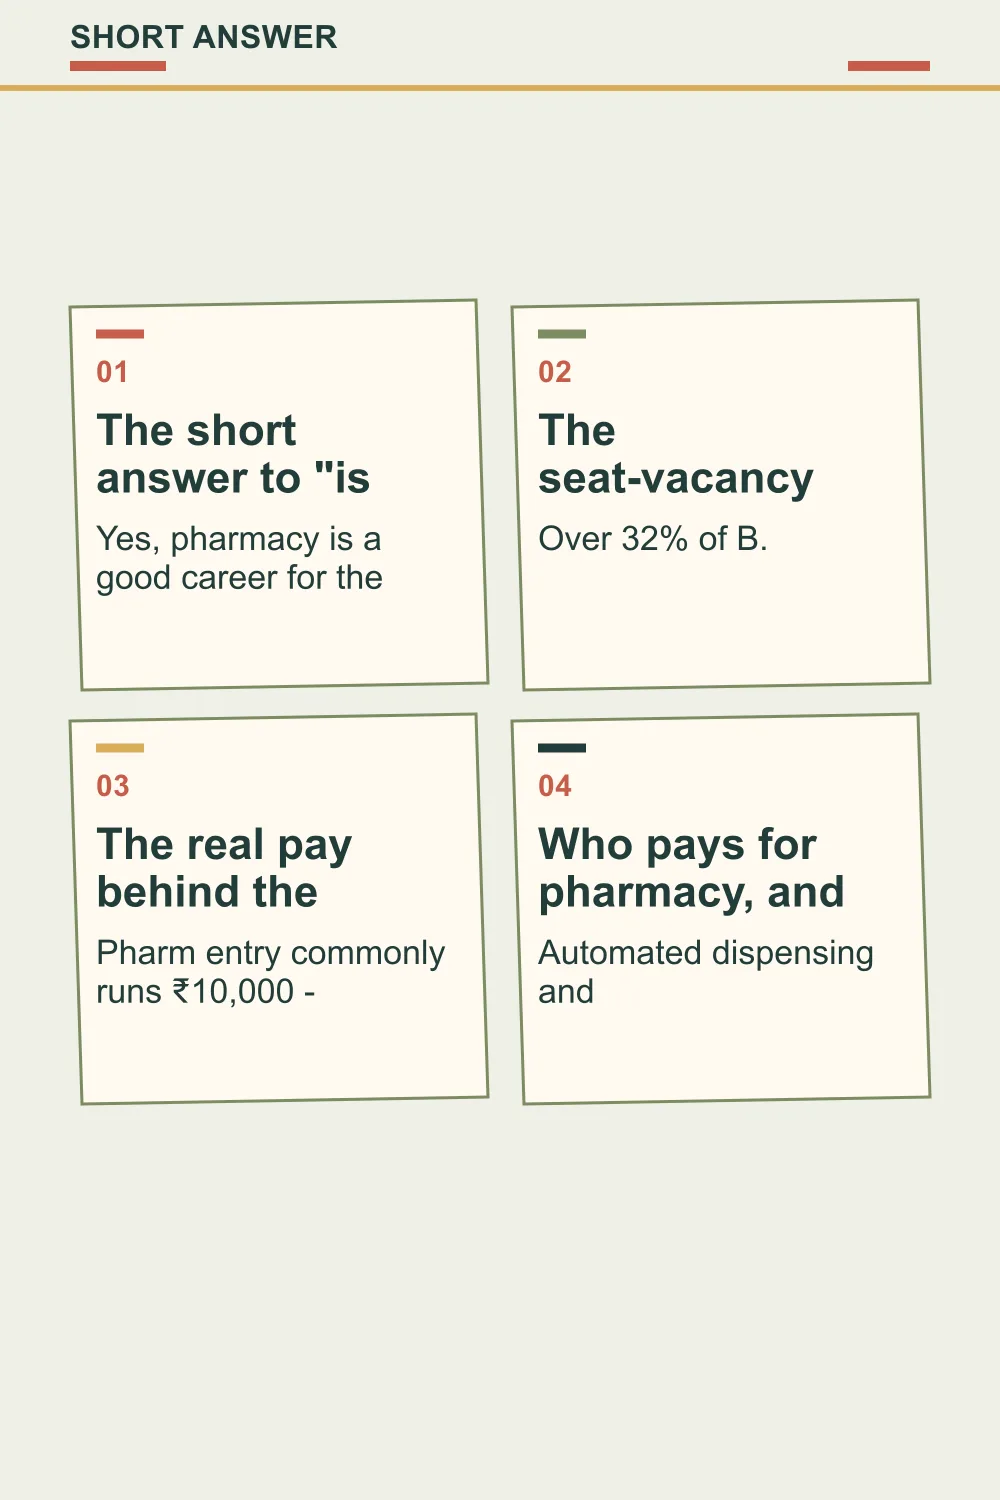 SHORT ANSWER
01
The short
answer to "is
Yes, pharmacy is a
good career for the
02
The
seat-vacancy
Over 32% of B.
03
The real pay
behind the
Pharm entry commonly
runs ₹10,000 -
04
Who pays for
pharmacy, and
Automated dispensing
and